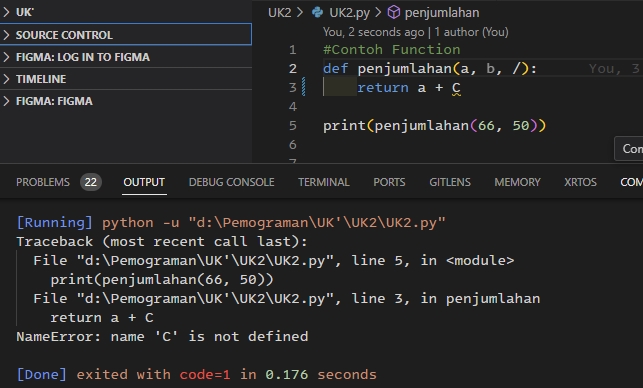 UK'
SOURCE CONTROL
FIGMA: LOG IN TO FIGMA
TIMELINE
FIGMA: FIGMA
UK2 > UK2.py > penjumlahan
You, 2 seconds ago | 1 author (You)
1 #Contoh Function
2 def penjumlahan(a, b, /): You, 3
3 return a + C
4
5 print(penjumlahan(66, 50))
6
7
Com
PROBLEMS 22 OUTPUT DEBUG CONSOLE TERMINAL PORTS GITLENS MEMORY XRTOS COM
[Running] python -u "d:\Pemograman\UK'\UK2\UK2.py"
Traceback (most recent call last):
File "d:\Pemograman\UK'\UK2\UK2.py", line 5, in <module>
print(penjumlahan(66, 50))
File "d:\Pemograman\UK'\UK2\UK2.py", line 3, in penjumlahan
return a + C
NameError: name 'C' is not defined
[Done] exited with code=1 in 0.176 seconds